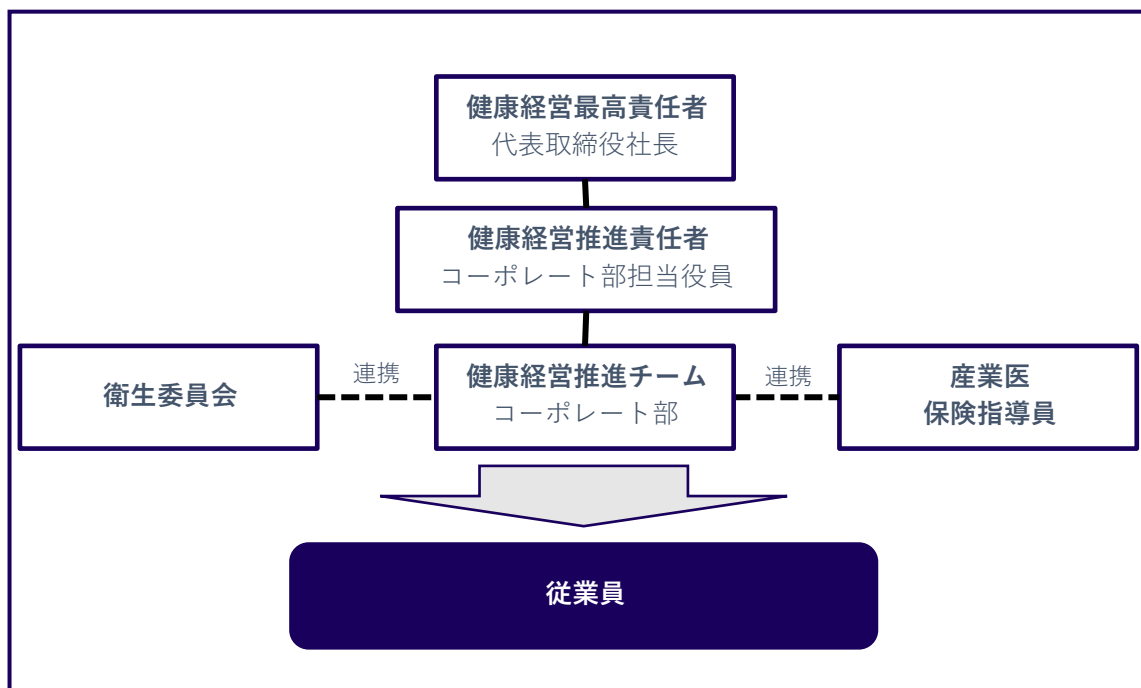 健康経営最高責任者
代表取締役社長
健康経営推進責任者
コーポレート部担当役員
衛生委員会
連携
健康経営推進チーム
コーポレート部
連携
産業医
保険指導員
従業員